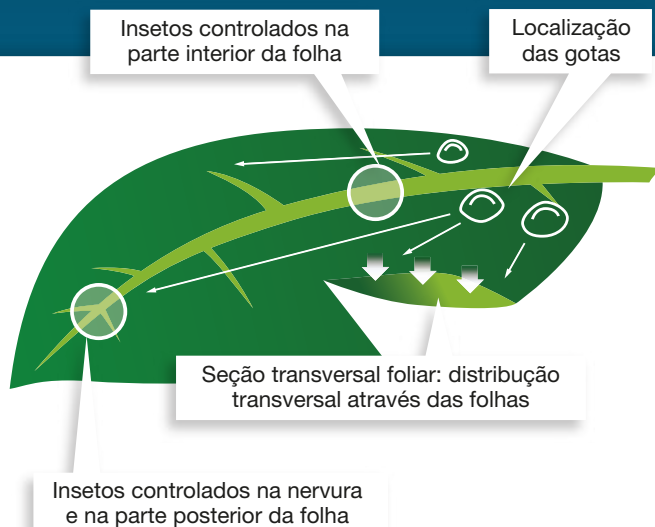 Insetos controlados na
parte interior da folha
Localização
das gotas
Seção transversal foliar: distribução
transversal através das folhas
Insetos controlados na nervura
e na parte posterior da folha